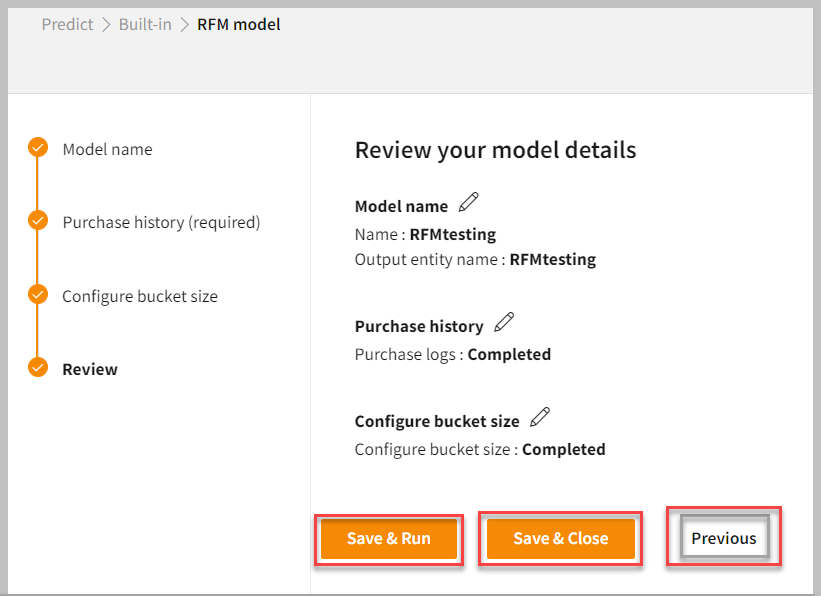 Predict > Built-in > RFM model
Model name
Purchase history (required)
Configure bucket size
Review
Review your model details
Model name
Name : RFMtesting
Output entity name : RFMtesting
Purchase history
Purchase logs : Completed
Configure bucket size
Configure bucket size : Completed
Save & Run
Save & Close
Previous